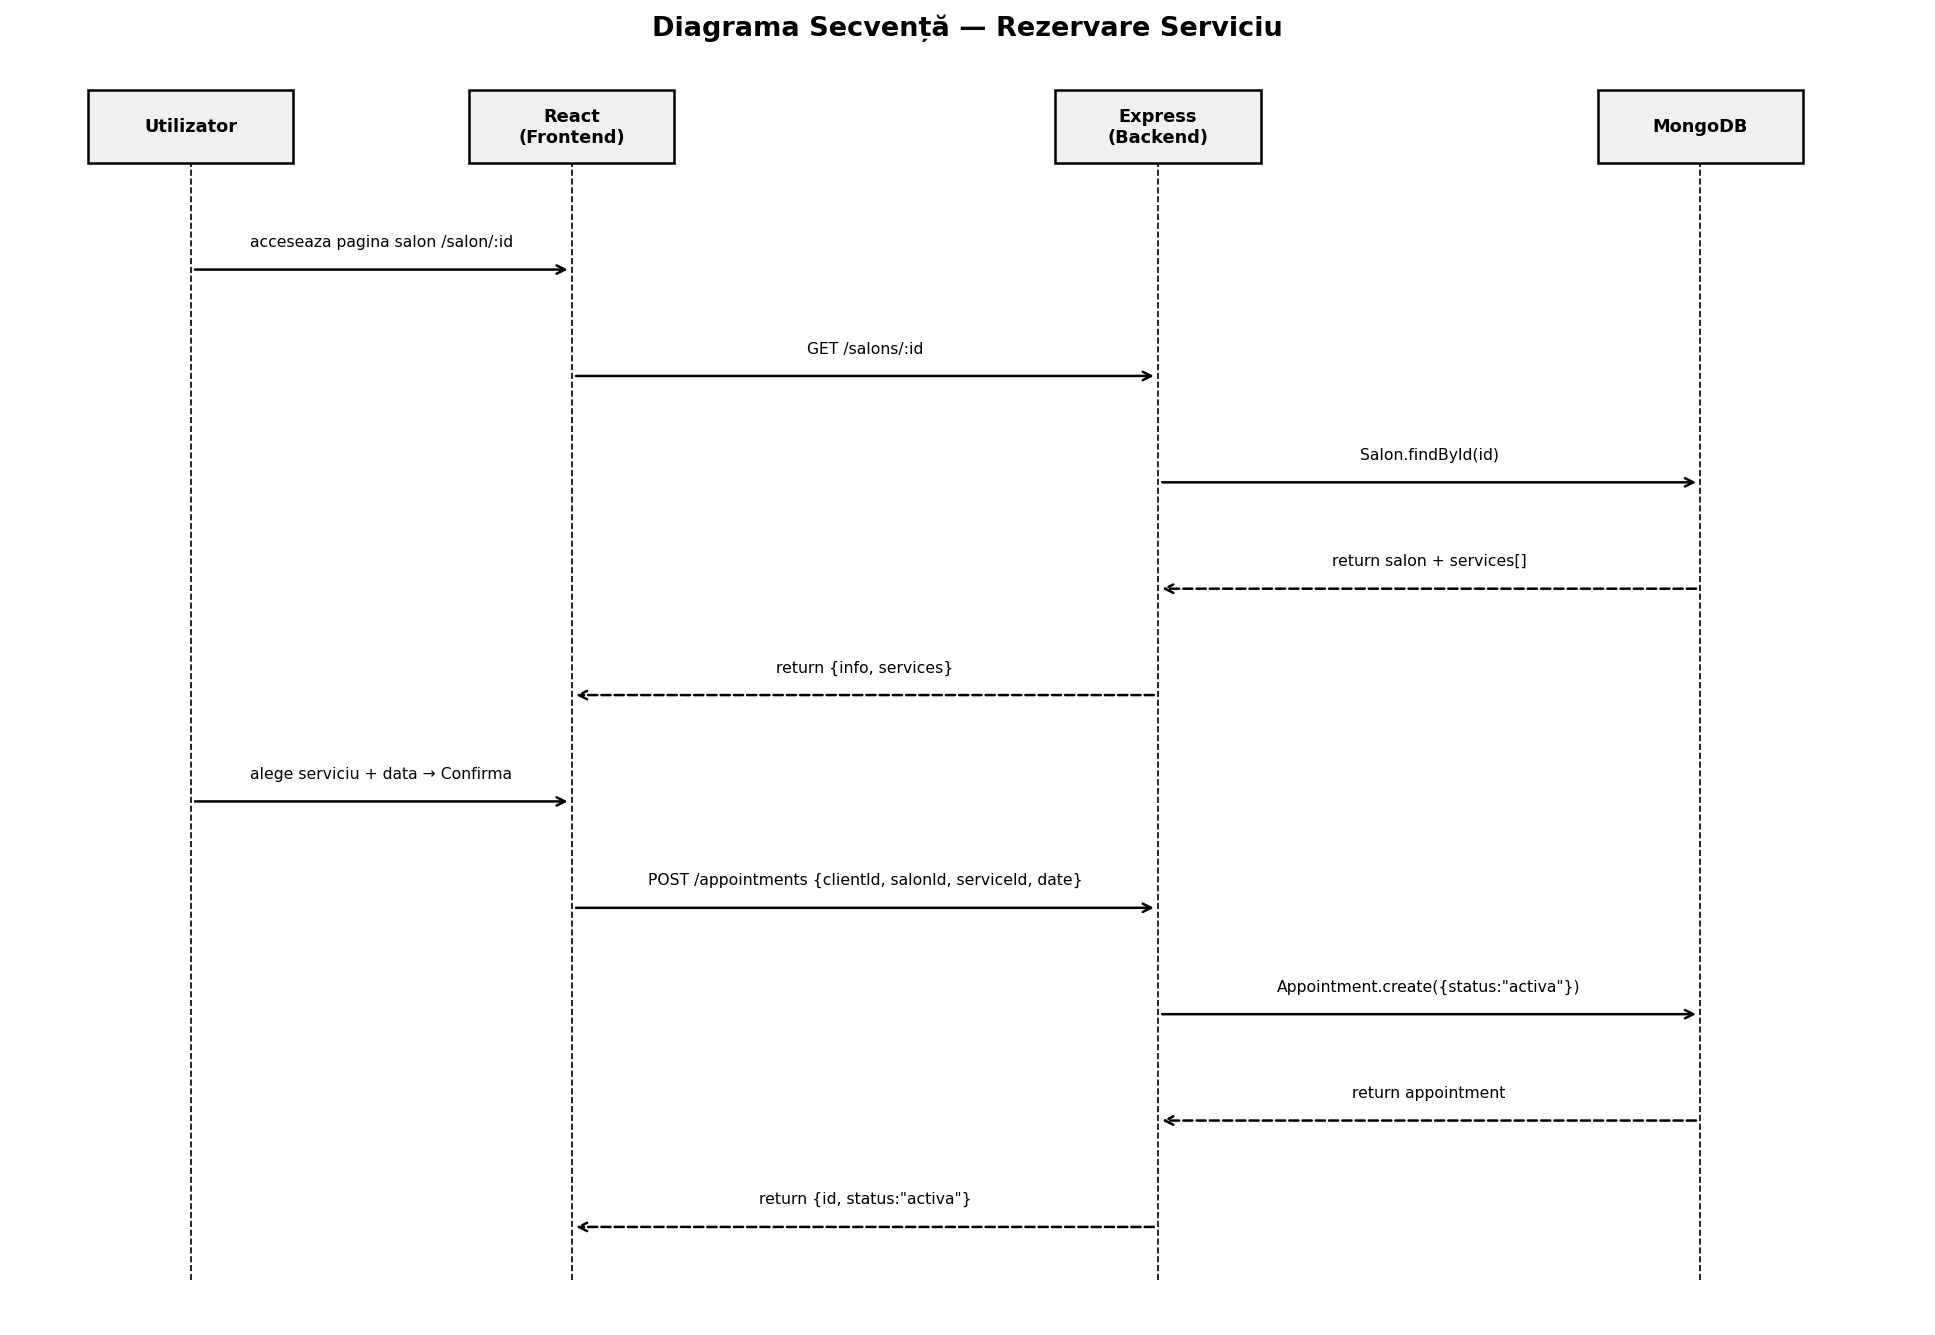 Diagrama Secvență — Rezervare Serviciu
Utilizator
React
(Frontend)
Express
(Backend)
MongoDB
acceseaza pagina salon /salon/:id
GET /salons/:id
Salon.findById(id)
return salon + services[]
return {info, services}
alege serviciu + data → Confirma
POST /appointments {clientId, salonId, serviceId, date}
Appointment.create({status:"activa"})
return appointment
return {id, status:"activa"}